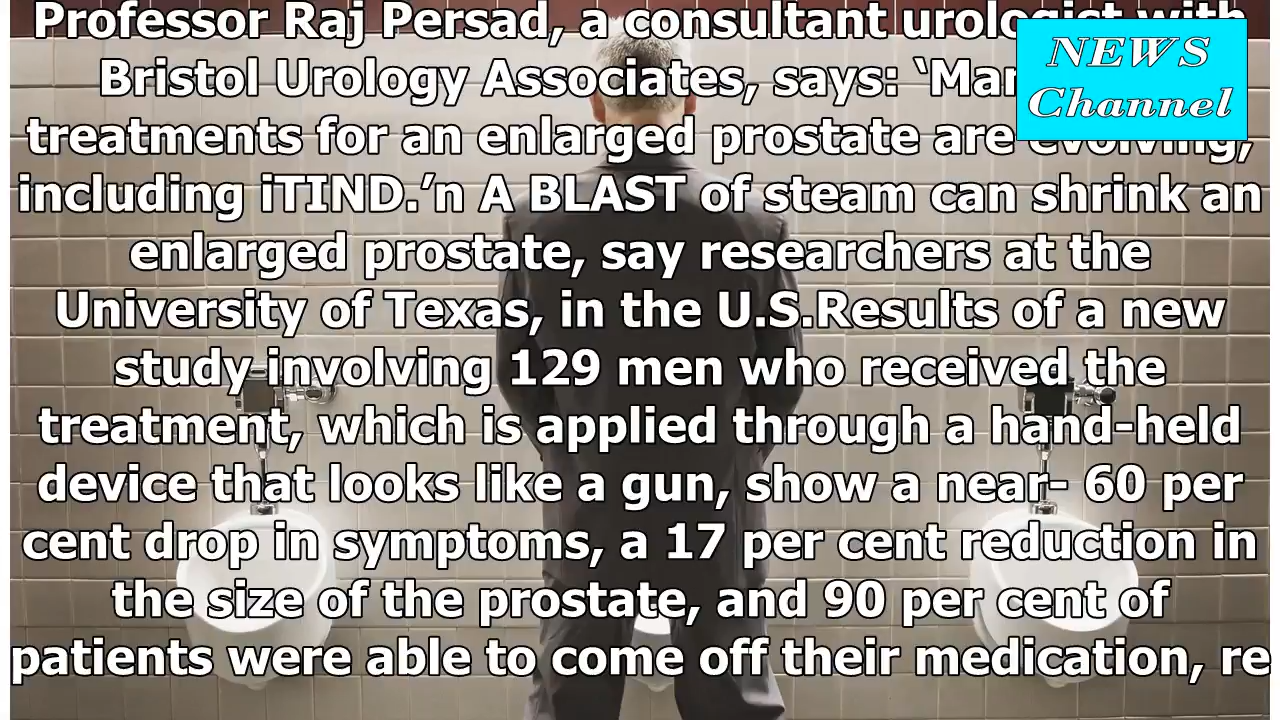 Professor Raj Persad, a consultant urologist with
Bristol Urology Associates, says: ‘Man
treatments for an enlarged prostate are evolving,
including iTIND.’n A BLAST of steam can shrink an
enlarged prostate, say researchers at the
University of Texas, in the U.S.Results of a new
study involving 129 men who received the
treatment, which is applied through a hand-held
device that looks like a gun, show a near- 60 per
cent drop in symptoms, a 17 per cent reduction in
the size of the prostate, and 90 per cent of
patients were able to come off their medication, re
NEWS
Channel